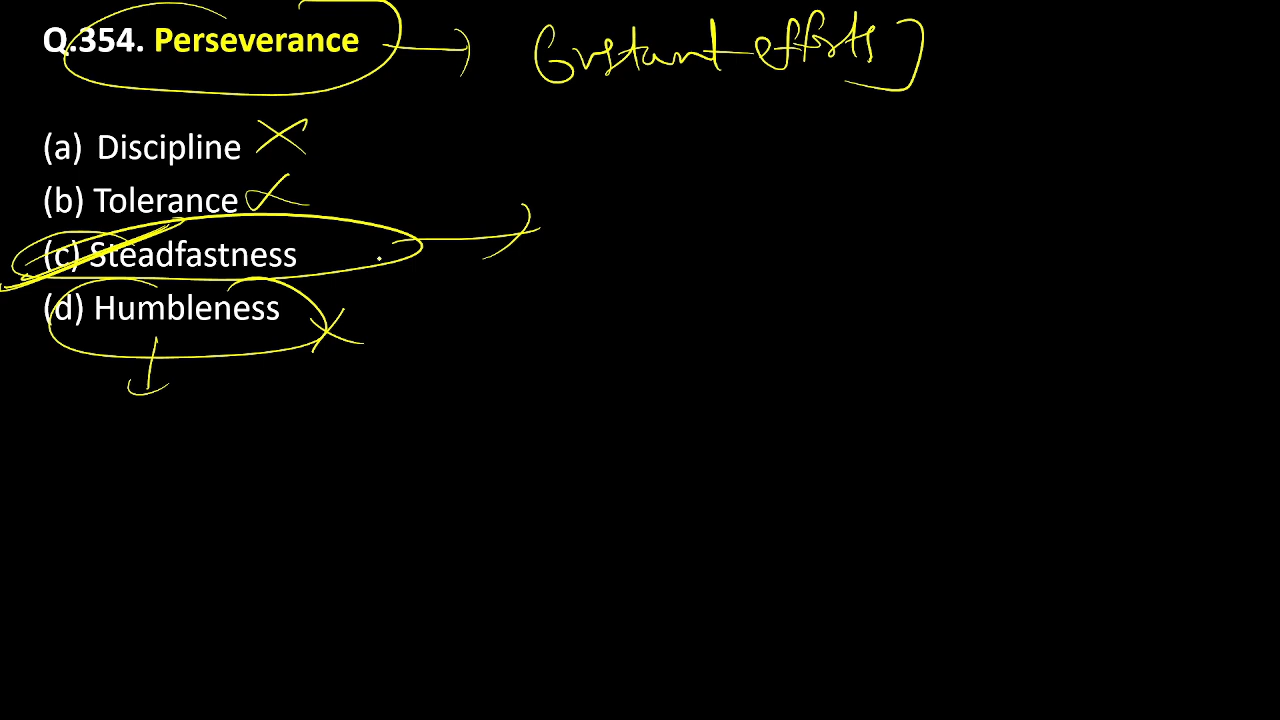 Q.354. Perseverance Constant efforts
(a) Discipline
(b) Tolerance
(c) Steadfastness
(d) Humbleness